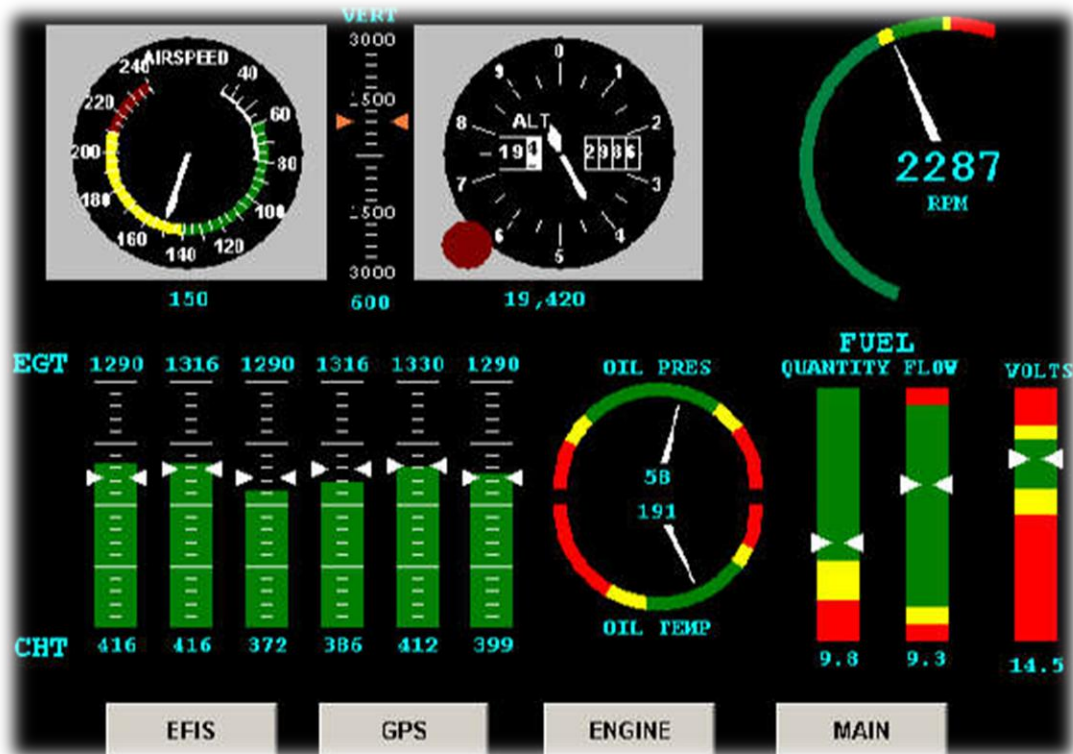 VERT
AIRSPEED
40
60
80
100
120
140
160
180
200
220
240
150
3000
1500
1500
3000
600
ALT
0
1
2
3
4
5
6
7
8
9
19 4
2986
19,420
2287
RPM
EGT 1290 1316 1290 1316 1330 1290
CHT 416 416 372 386 412 399
OIL PRES
58
191
OIL TEMP
FUEL
QUANTITY FLOW
9.8 9.3
VOLTS
14.5
EFIS GPS ENGINE MAIN